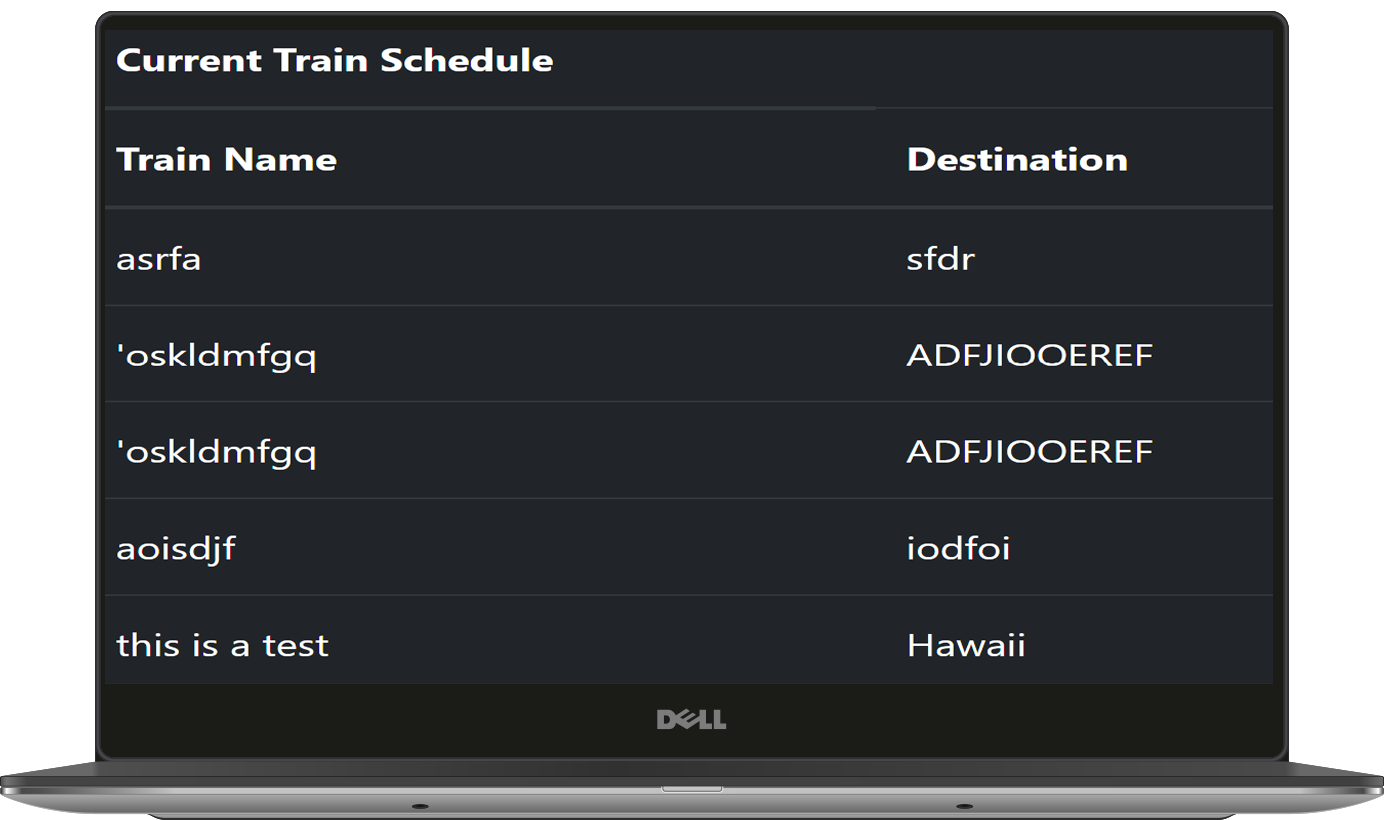 Current Train Schedule
Train Name Destination
asrfa sfdr
'oskldmfgq ADFJIOOEREF
'oskldmfgq ADFJIOOEREF
aoisdjf iodfoi
this is a test Hawaii
DELL